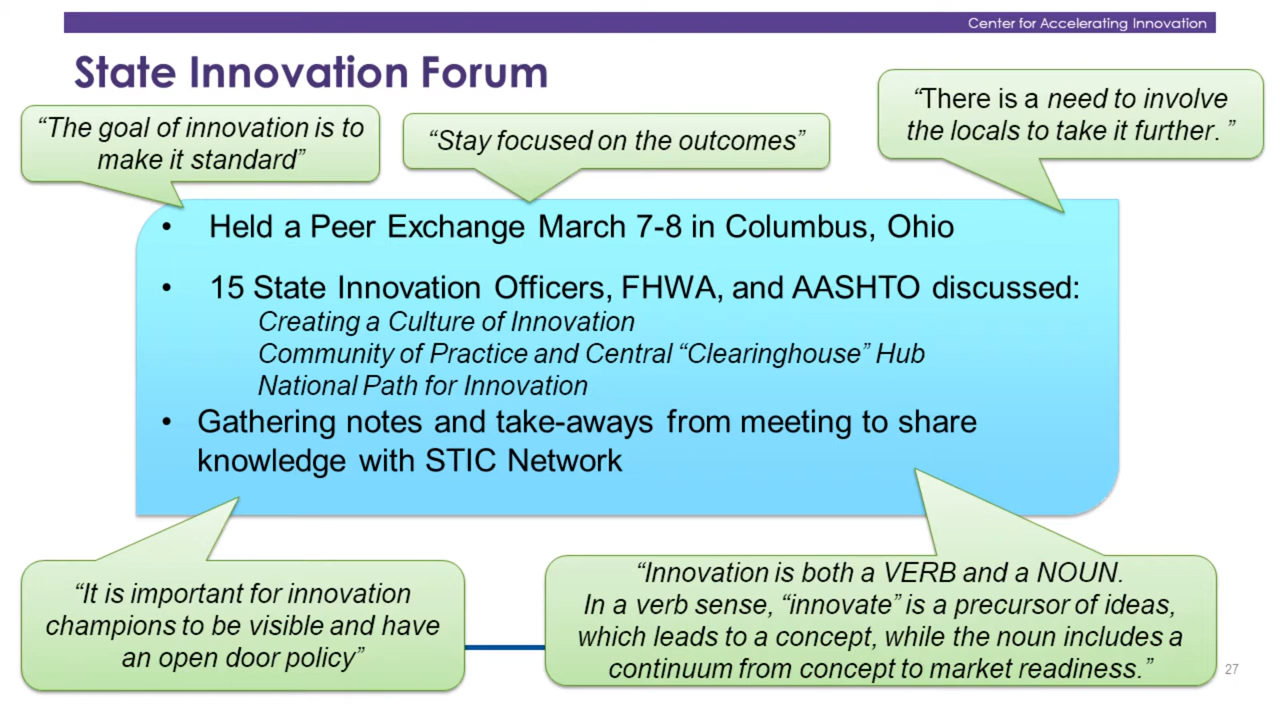 Center for Accelerating Innovation
State Innovation Forum
“The goal of innovation is to
make it standard”
“Stay focused on the outcomes”
“There is a need to involve
the locals to take it further. ”
• Held a Peer Exchange March 7-8 in Columbus, Ohio
• 15 State Innovation Officers, FHWA, and AASHTO discussed:
Creating a Culture of Innovation
Community of Practice and Central “Clearinghouse” Hub
National Path for Innovation
• Gathering notes and take-aways from meeting to share
knowledge with STIC Network
“It is important for innovation
champions to be visible and have
an open door policy”
“Innovation is both a VERB and a NOUN.
In a verb sense, “innovate” is a precursor of ideas,
which leads to a concept, while the noun includes a
continuum from concept to market readiness.”
27